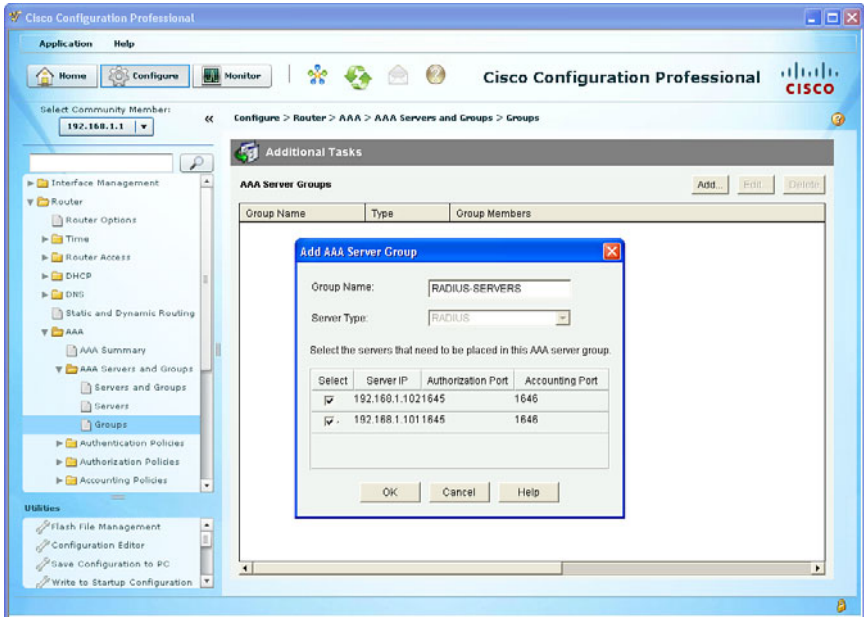 Cisco Configuration Professional
Application Help
Home Configure Monitor Cisco Configuration Professional
CISCO
Select Community Member:
192.168.1.1
Configure > Router > AAA > AAA Servers and Groups > Groups
Additional Tasks
AAA Server Groups Add... Edit... Delete
Group Name Type Group Members
Interface Management
Router
Router Options
Time
Router Access
DHCP
DNS
Static and Dynamic Routing
AAA
AAA Summary
AAA Servers and Groups
Servers and Groups
Servers
Groups
Authentication Policies
Authorization Policies
Accounting Policies
Utilities
Flash File Management
Configuration Editor
Save Configuration to PC
Write to Startup Configuration
Add AAA Server Group
Group Name: RADIUS-SERVERS
Server Type: RADIUS
Select the servers that need to be placed in this AAA server group.
Select Server IP Authorization Port Accounting Port
192.168.1.102 1645 1646
192.168.1.101 1645 1646
OK Cancel Help